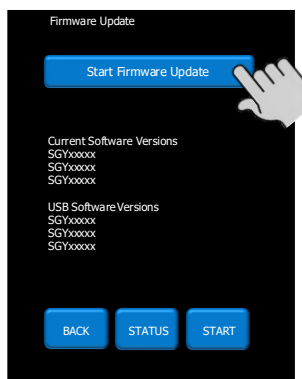 Firmware Update
Start Firmware Update
Current Software Versions
SGYxxxxx
SGYxxxxx
SGYxxxxx
USB Software Versions
SGYxxxxx
SGYxxxxx
SGYxxxxx
BACK STATUS START